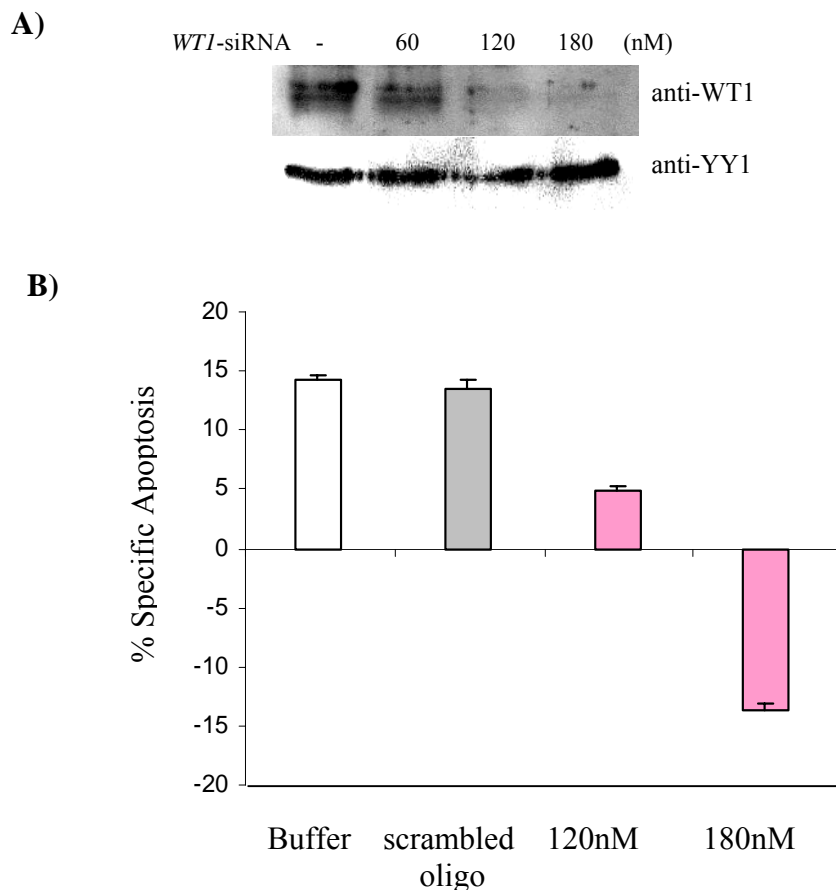 A)
WT1-siRNA - 60 120 180 (nM)
anti-WT1
anti-YY1
B)
% Specific Apoptosis
20
15
10
5
0
-5
-10
-15
-20
Buffer scrambled 120nM 180nM
oligo